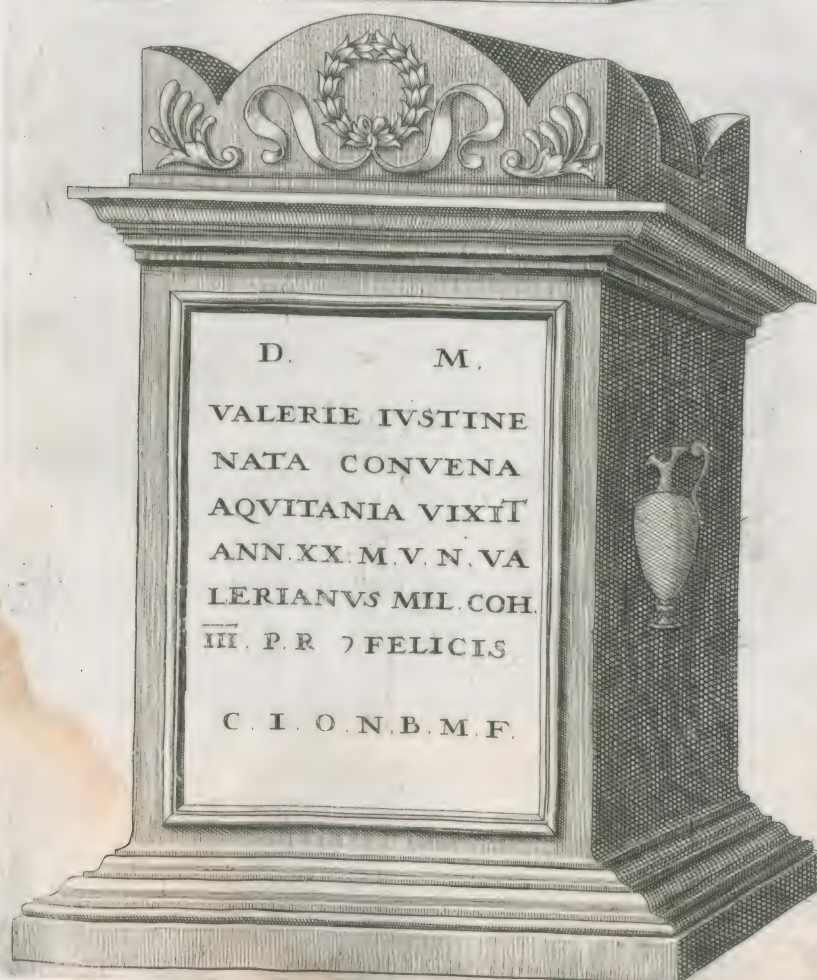 D. M.
VALERIE IVSTINE
NATA CONVENA
AQVITANIA VIXIT
ANN. XX. M. V. N. VA
LERIANVS MIL. COH.
III. P. R Ↄ FELICIS
C. I. O. N. B. M. F.